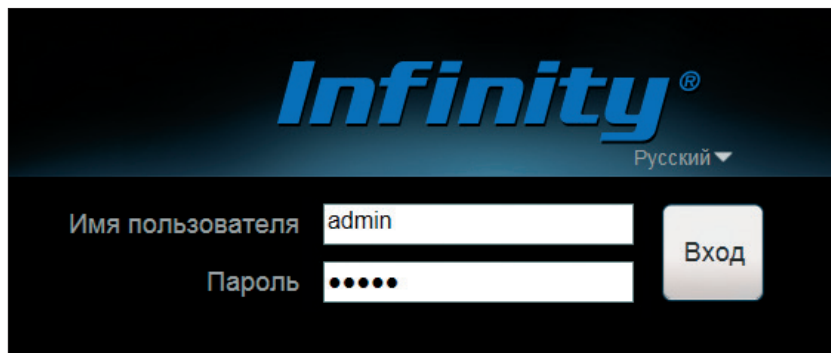 Infinity®
Русский
Имя пользователя admin
Вход
Пароль •••••